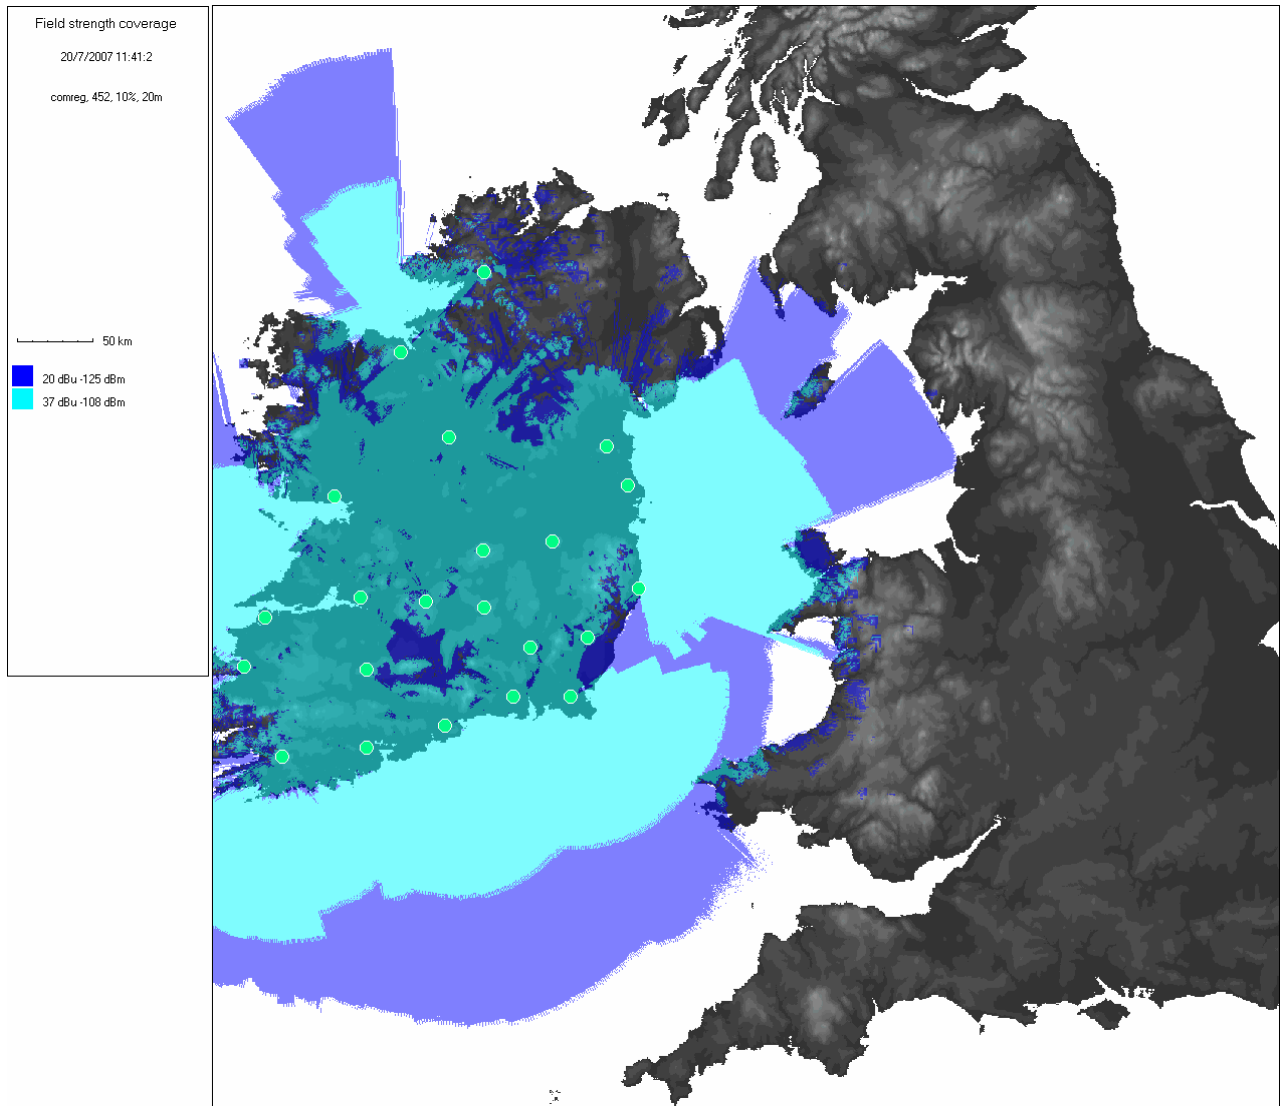 Field strength coverage
20/7/2007 11:41:2
comreg, 452, 10%, 20m
50 km
20 dBu -125 dBm
37 dBu -108 dBm